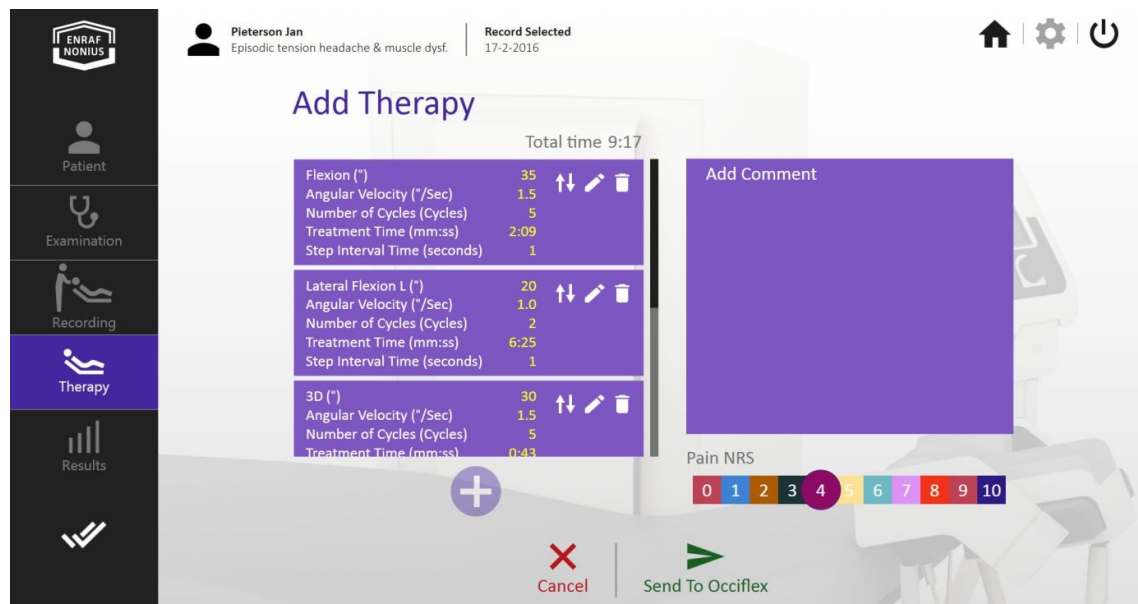 ENRAF
NONIUS
Pieterson Jan
Episodic tension headache & muscle dysf.
Record Selected
17-2-2016
Patient
Examination
Recording
Therapy
Results
Add Therapy
Total time 9:17
Flexion (°) 35
Angular Velocity (°/Sec) 1.5
Number of Cycles (Cycles) 5
Treatment Time (mm:ss) 2:09
Step Interval Time (seconds) 1
Lateral Flexion L (°) 20
Angular Velocity (°/Sec) 1.0
Number of Cycles (Cycles) 2
Treatment Time (mm:ss) 6:25
Step Interval Time (seconds) 1
3D (°) 30
Angular Velocity (°/Sec) 1.5
Number of Cycles (Cycles) 5
Treatment Time (mm:ss) 0:43
Add Comment
Pain NRS
0 1 2 3 4 5 6 7 8 9 10
Cancel
Send To Occiflex